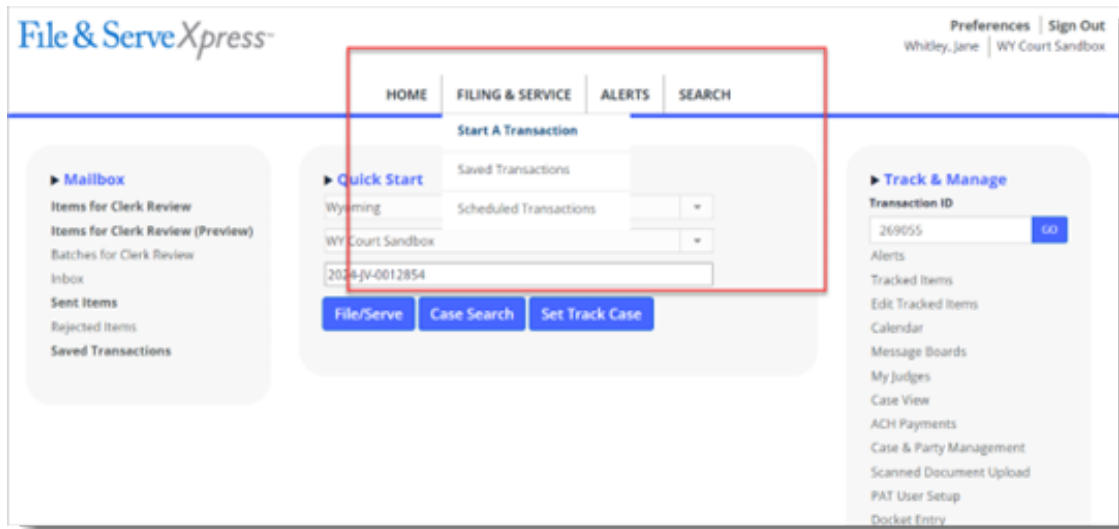 File & ServeXpress
Preferences | Sign Out
Whitley, Jane | WY Court Sandbox
HOME FILING & SERVICE ALERTS SEARCH
Start A Transaction
Saved Transactions
Scheduled Transactions
Mailbox
Items for Clerk Review
Items for Clerk Review (Preview)
Batches for Clerk Review
Inbox
Sent Items
Rejected Items
Saved Transactions
Quick Start
Wyoming
WY Court Sandbox
2024-JV-0012854
File/Serve Case Search Set Track Case
Track & Manage
Transaction ID
269055 GO
Alerts
Tracked Items
Edit Tracked Items
Calendar
Message Boards
My Judges
Case View
ACH Payments
Case & Party Management
Scanned Document Upload
PAT User Setup
Docket Entry